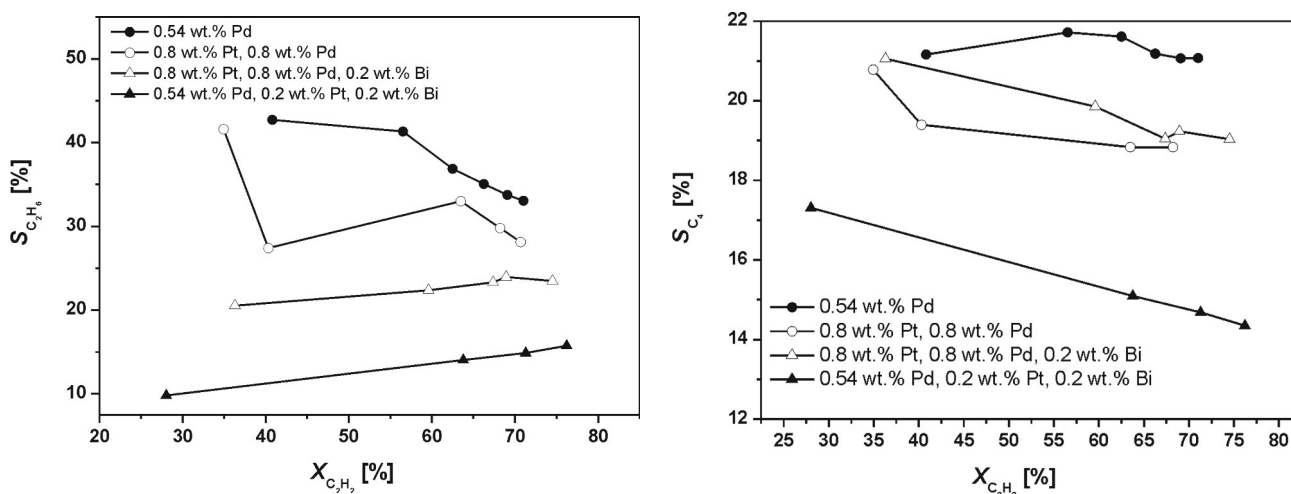 0.54 wt.% Pd
0.8 wt.% Pt, 0.8 wt.% Pd
0.8 wt.% Pt, 0.8 wt.% Pd, 0.2 wt.% Bi
0.54 wt.% Pd, 0.2 wt.% Pt, 0.2 wt.% Bi
50
40
30
20
10
S C2H6 [%]
20 30 40 50 60 70 80
X C2H2 [%]
22
20
18
16
14
12
S C4 [%]
0.54 wt.% Pd
0.8 wt.% Pt, 0.8 wt.% Pd
0.8 wt.% Pt, 0.8 wt.% Pd, 0.2 wt.% Bi
0.54 wt.% Pd, 0.2 wt.% Pt, 0.2 wt.% Bi
25 30 35 40 45 50 55 60 65 70 75 80
X [%]